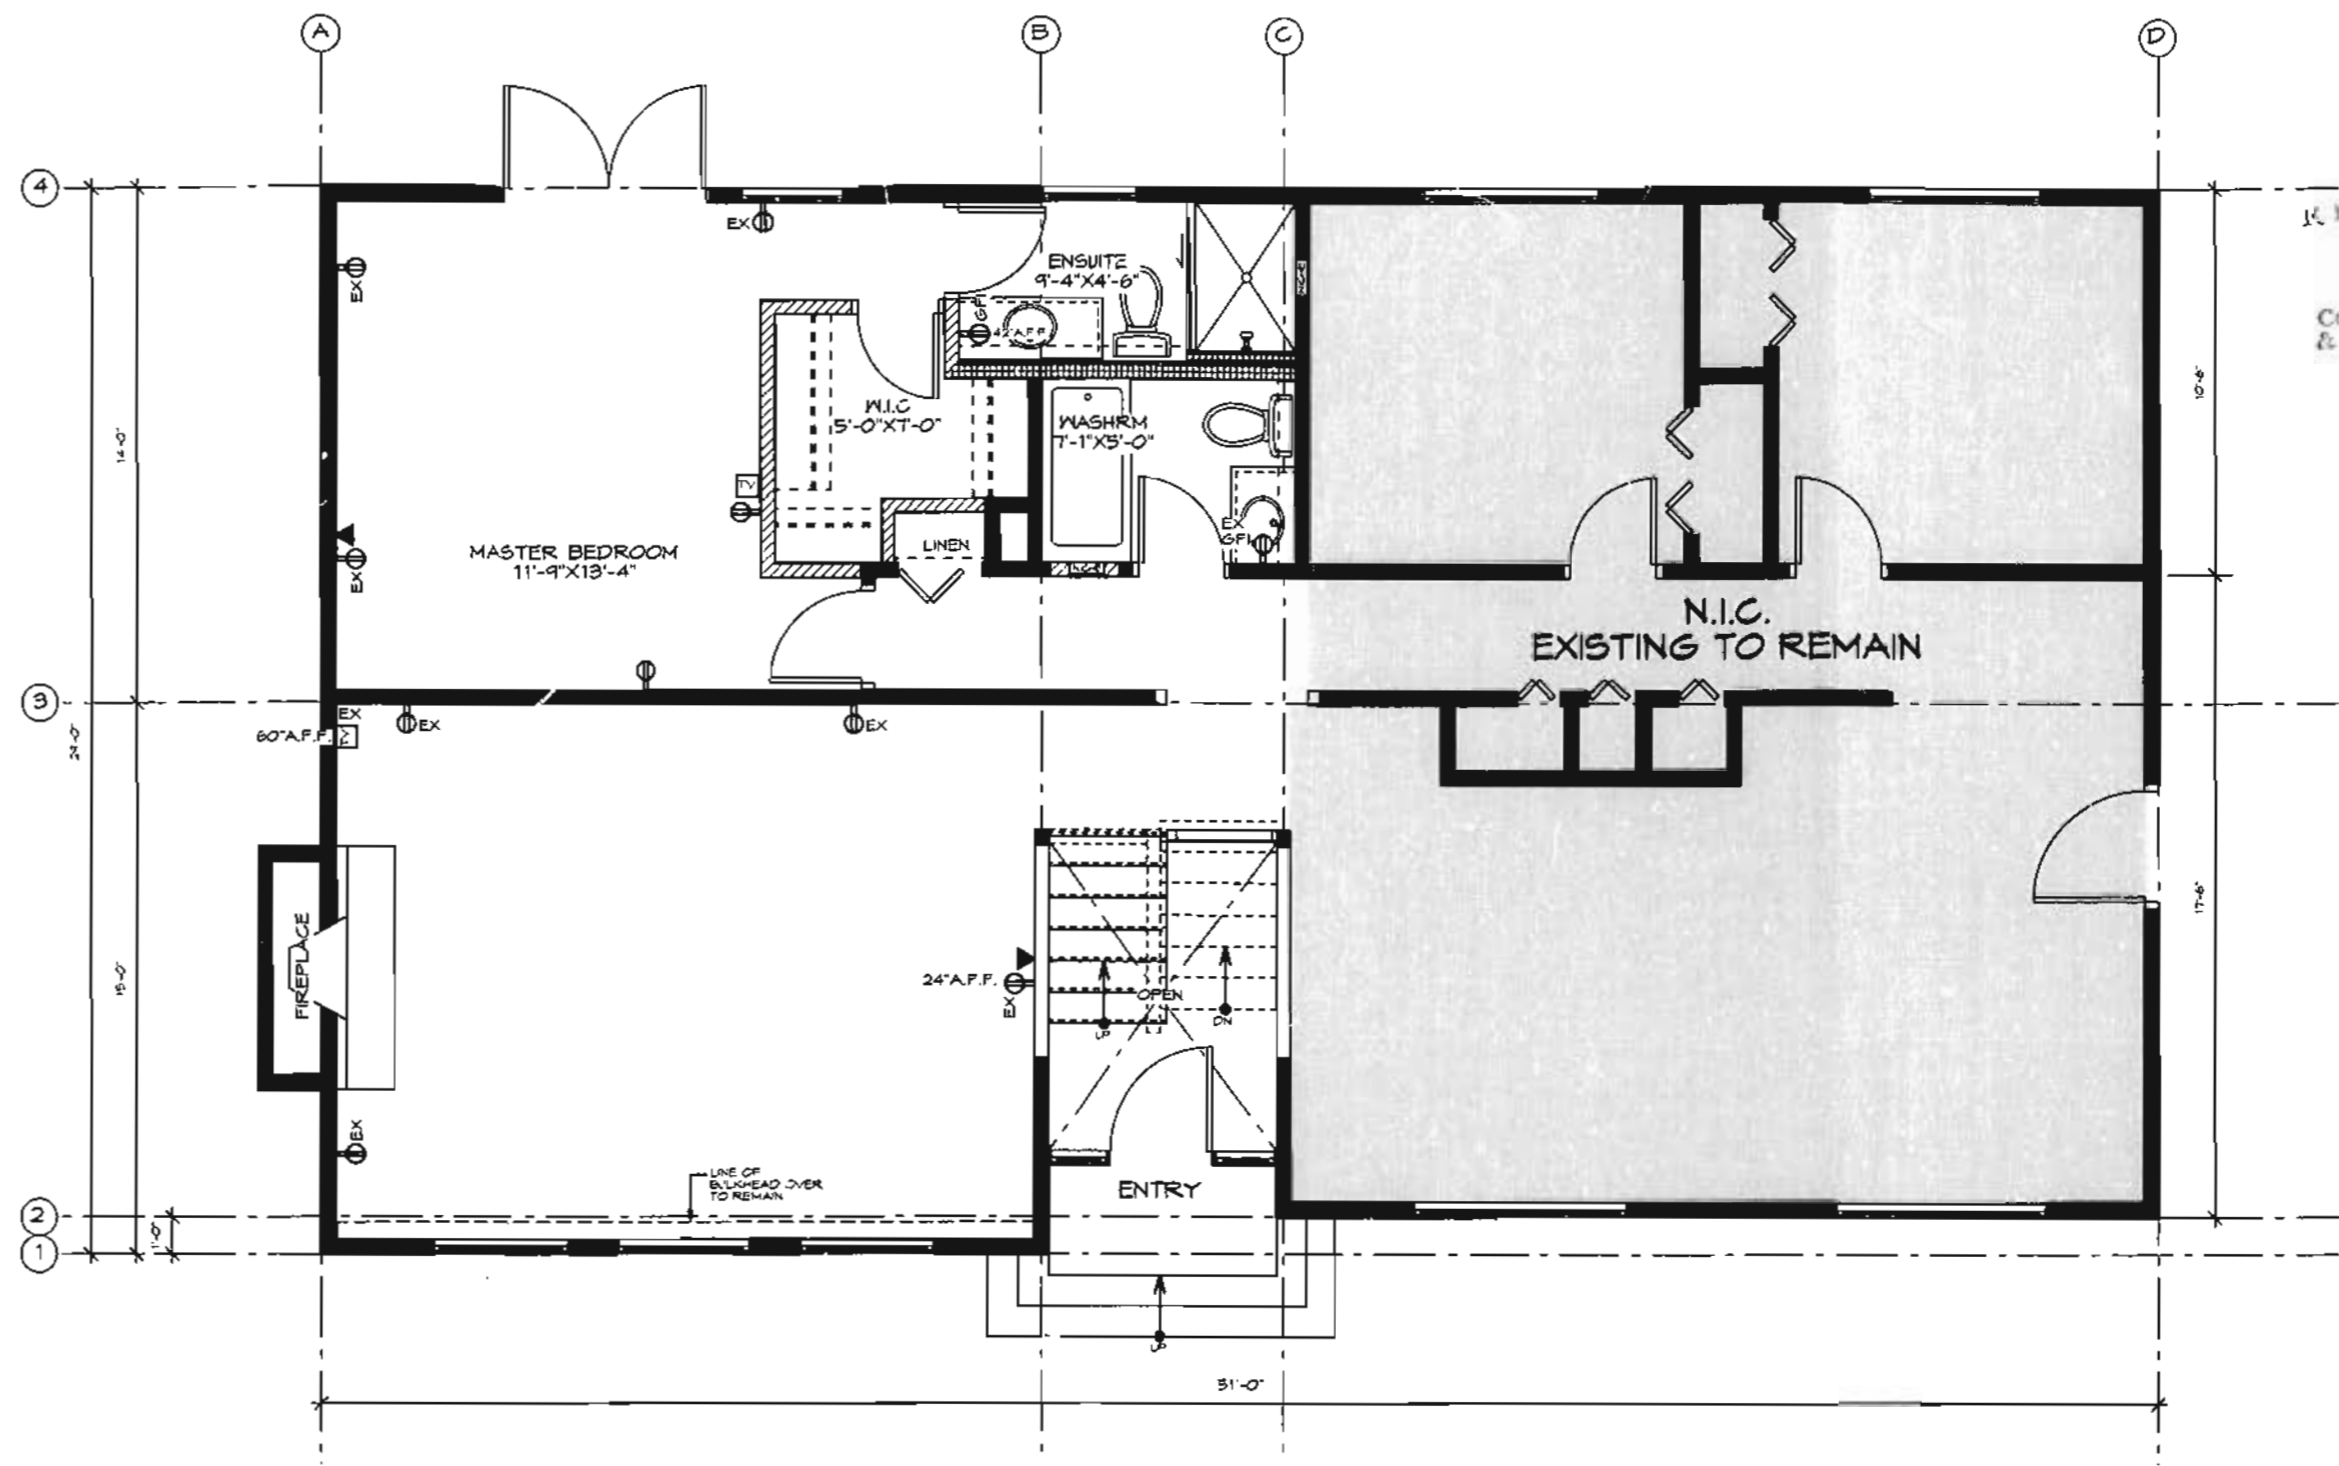 A
B
C
D
4
EX
EX
ENSUITE
9'-4"X4'-6"
GFI
42"A.F.F.
10'-6"
W.I.C
5'-0"X7'-0"
WASHRM
7'-1"X5'-0"
14'-0"
TV
EX
GFI
LINEN
MASTER BEDROOM
11'-9"X13'-4"
EX
N.I.C.
EXISTING TO REMAIN
3
EX
EX
EX
60"A.F.F.
TV
29'-0"
FIREPLACE
15'-0"
17'-6"
24"A.F.F.
EX
OPEN
UP
DN
EX
LINE OF
BULKHEAD OVER
TO REMAIN
ENTRY
2
1'-0"
1
UP
51'-0"